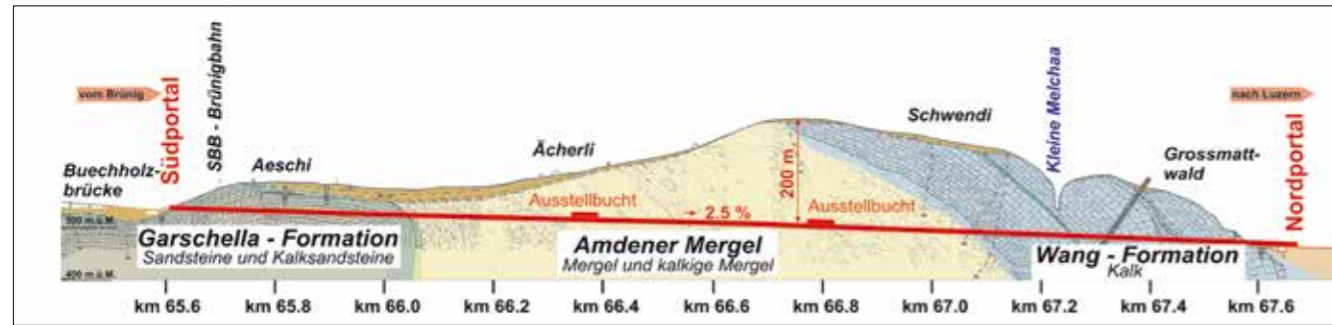 vom Brünig
Südportal
SBB - Brünigbahn
Buechholz-
brücke
Aeschi
Ächerli
Schwendi
Kleine Melchaa
Grossmatt-
wald
nach Luzern
Nordportal
200 m
Ausstellbucht
2.5 %
Ausstellbucht
500 m.ü.M.
400 m.ü.M.
Garschella - Formation
Sandsteine und Kalksandsteine
Amdener Mergel
Mergel und kalkige Mergel
Wang - Formation
Kalk
km 65.6
km 65.8
km 66.0
km 66.2
km 66.4
km 66.6
km 66.8
km 67.0
km 67.2
km 67.4
km 67.6